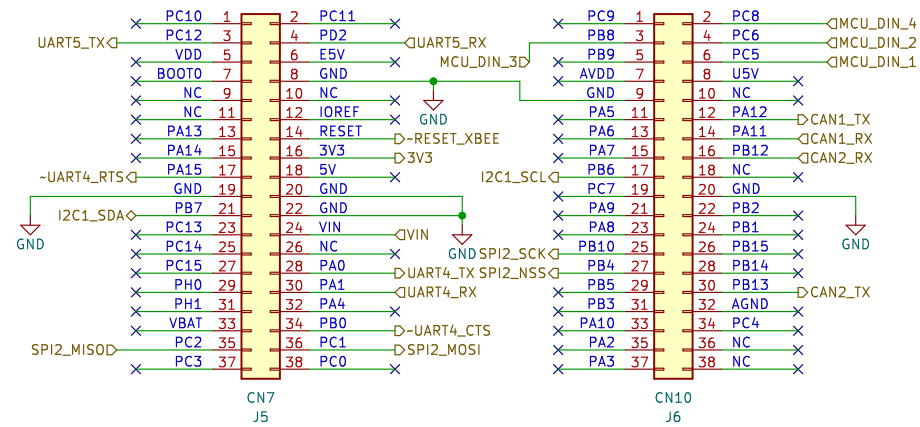 PC10 1 2 PC11 PC9 1 2 PC8 MCU_DIN_4
UART5_TX PC12 3 4 PD2 UART5_RX PB8 3 4 PC6 MCU_DIN_2
VDD 5 6 E5V MCU_DIN_3 PB9 5 6 PC5 MCU_DIN_1
BOOT0 7 8 GND AVDD 7 8 U5V
NC 9 10 NC GND 9 10 NC
GND
NC 11 12 IOREF PA5 11 12 PA12 CAN1_TX
PA13 13 14 RESET ~RESET_XBEE PA6 13 14 PA11 CAN1_RX
PA14 15 16 3V3 3V3 PA7 15 16 PB12 CAN2_RX
~UART4_RTS PA15 17 18 5V I2C1_SCL PB6 17 18 NC
GND 19 20 GND PC7 19 20 GND
I2C1_SDA PB7 21 22 GND PA9 21 22 PB2
PC13 23 24 VIN VIN PA8 23 24 PB1
GND GND GND
PC14 25 26 NC SPI2_SCK PB10 25 26 PB15
PC15 27 28 PA0 UART4_TX SPI2_NSS PB4 27 28 PB14
PH0 29 30 PA1 UART4_RX PB5 29 30 PB13 CAN2_TX
PH1 31 32 PA4 PB3 31 32 AGND
VBAT 33 34 PB0 ~UART4_CTS PA10 33 34 PC4
SPI2_MISO PC2 35 36 PC1 SPI2_MOSI PA2 35 36 NC
PC3 37 38 PC0 PA3 37 38 NC
CN7 CN10
J5 J6